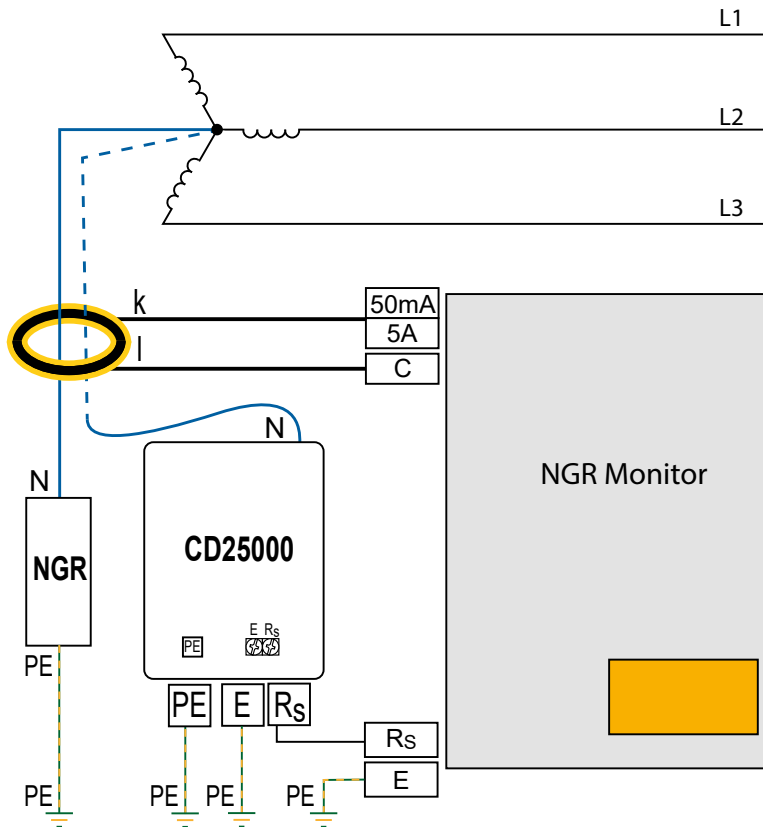 L1
L2
L3
k
50mA
5A
l
C
N
N
NGR Monitor
CD25000
NGR
E Rs
PE
PE
PE E Rs
Rs
E
PE PE PE PE